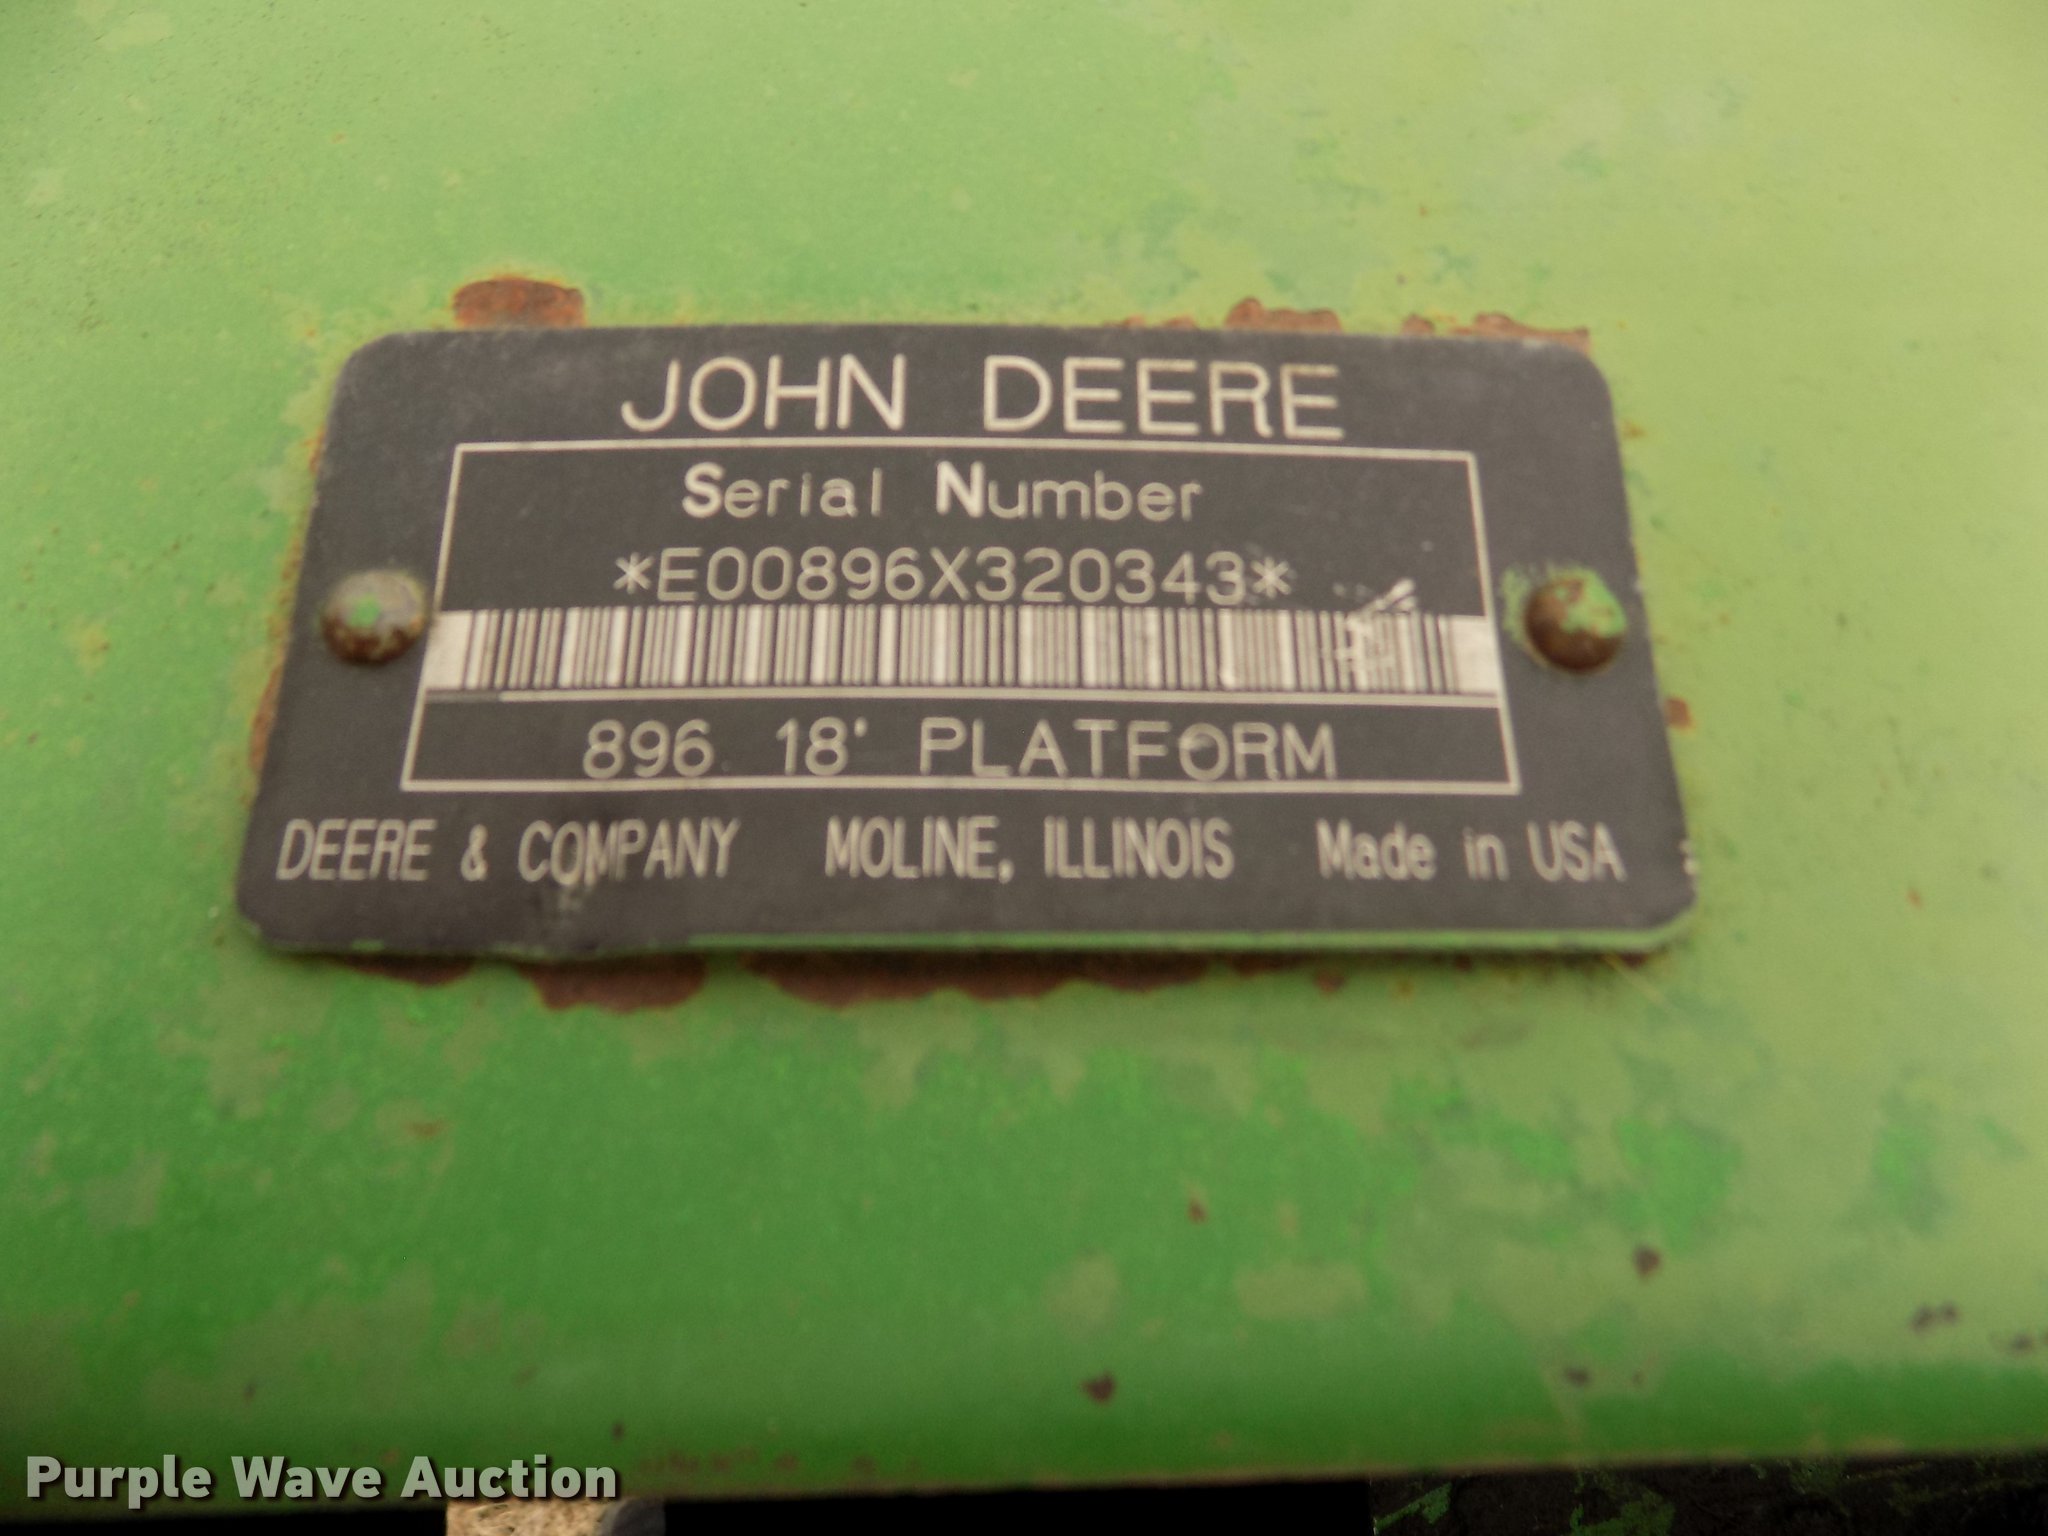 JOHN DEERE
Serial Number
*E00896X320343*
896 18' PLATFORM
DEERE & COMPANY MOLINE, ILLINOIS Made in USA
Purple Wave Auction